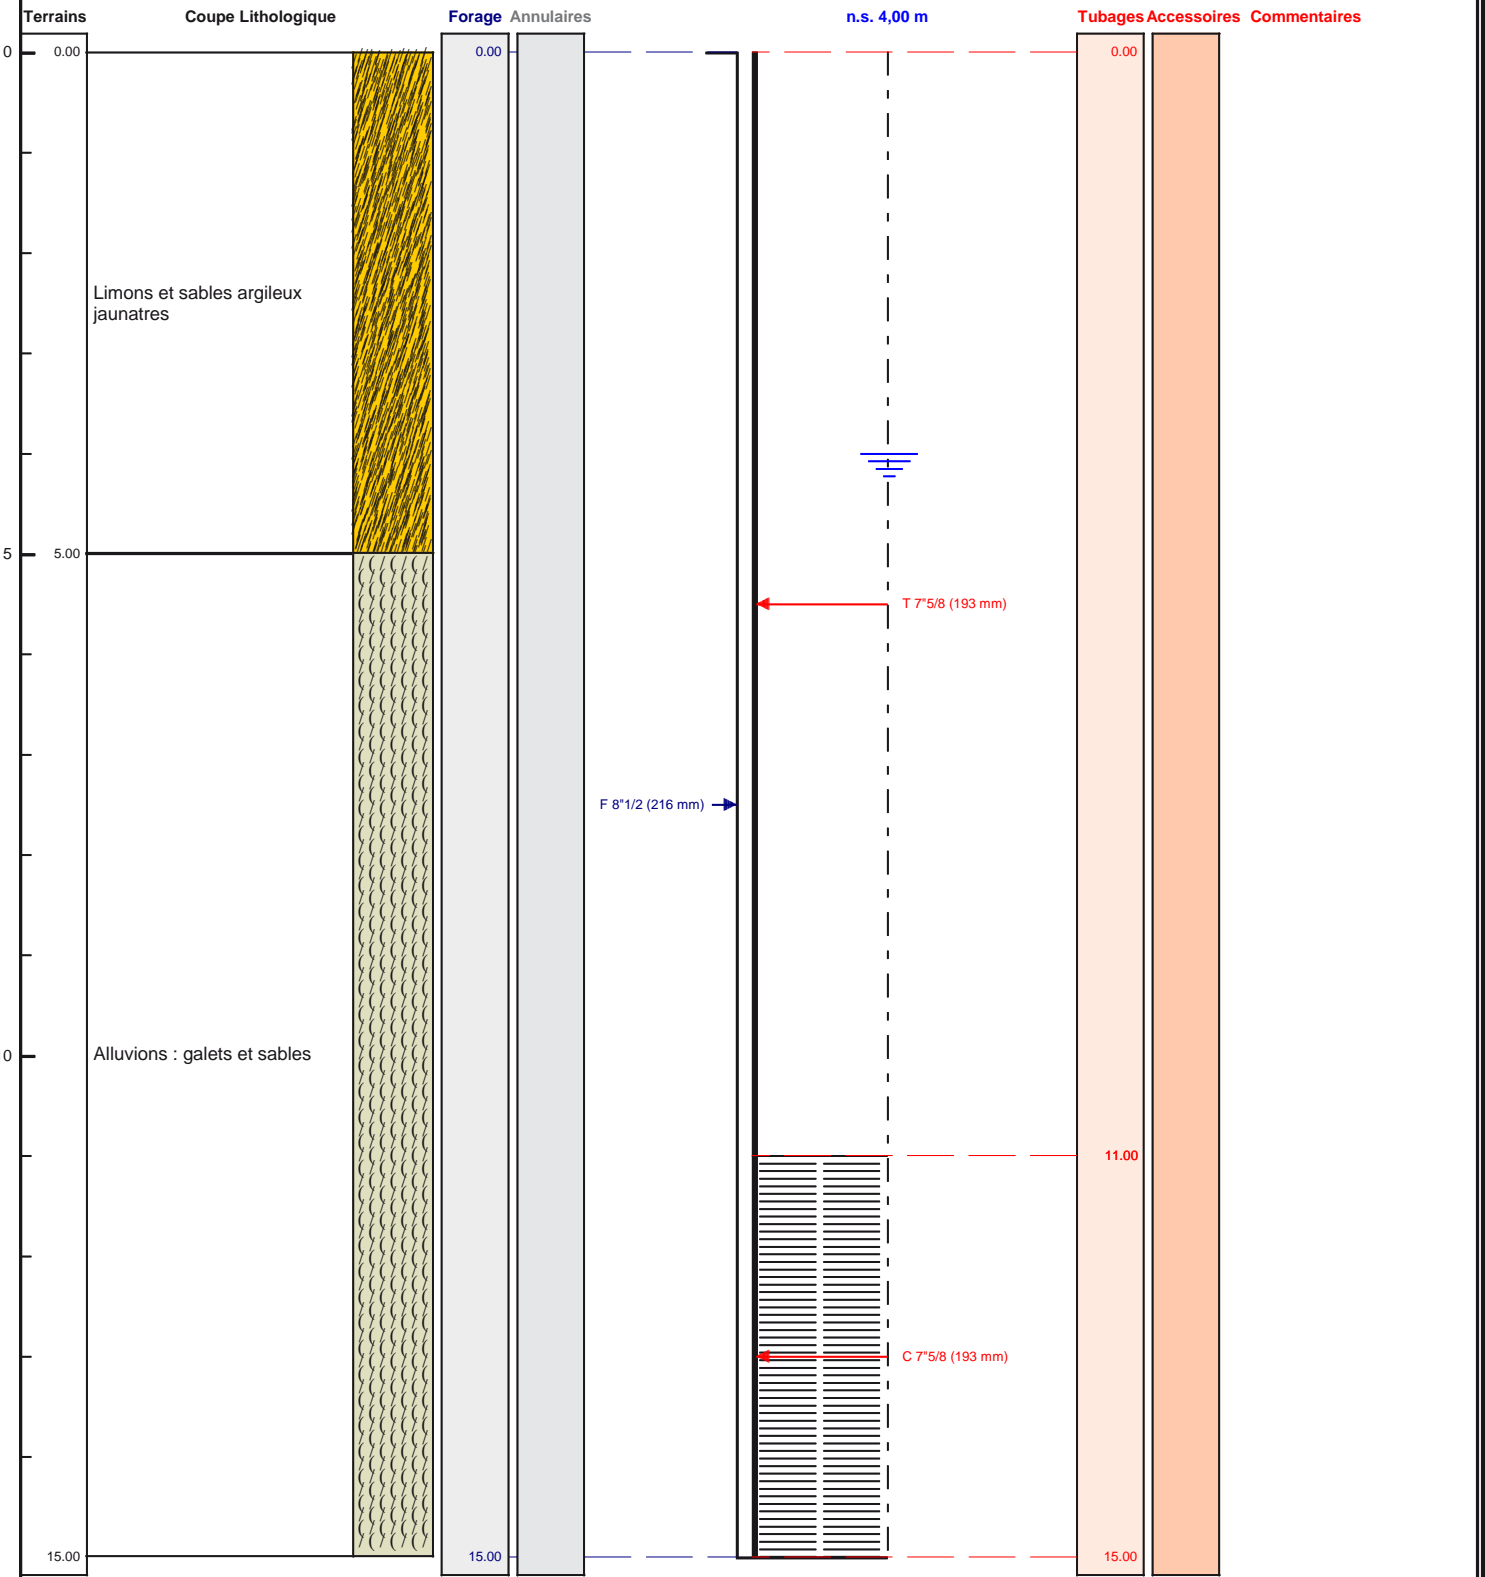 Terrains Coupe Lithologique Forage Annulaires n.s. 4,00 m Tubages Accessoires Commentaires
0 0.00 0.00 0.00
Limons et sables argileux
jaunatres
5 5.00
T 7"5/8 (193 mm)
F 8"1/2 (216 mm)
0 Alluvions : galets et sables
11.00
C 7"5/8 (193 mm)
15.00 15.00 15.00